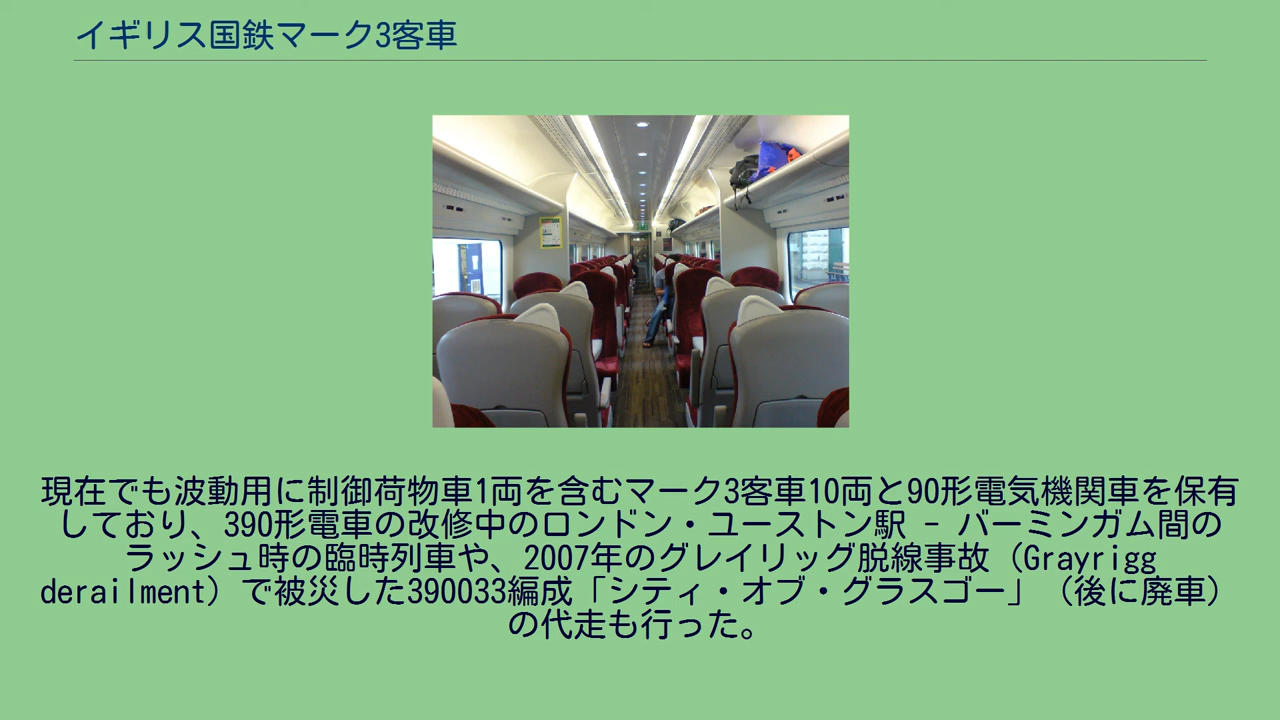 イギリス国鉄マーク3客車
現在でも波動用に制御荷物車1両を含むマーク3客車10両と90形電気機関車を保有
しており、390形電車の改修中のロンドン・ユーストン駅 - バーミンガム間の
ラッシュ時の臨時列車や、2007年のグレイリッグ脱線事故（Grayrigg
derailment）で被災した390033編成「シティ・オブ・グラスゴー」（後に廃車）
の代走も行った。